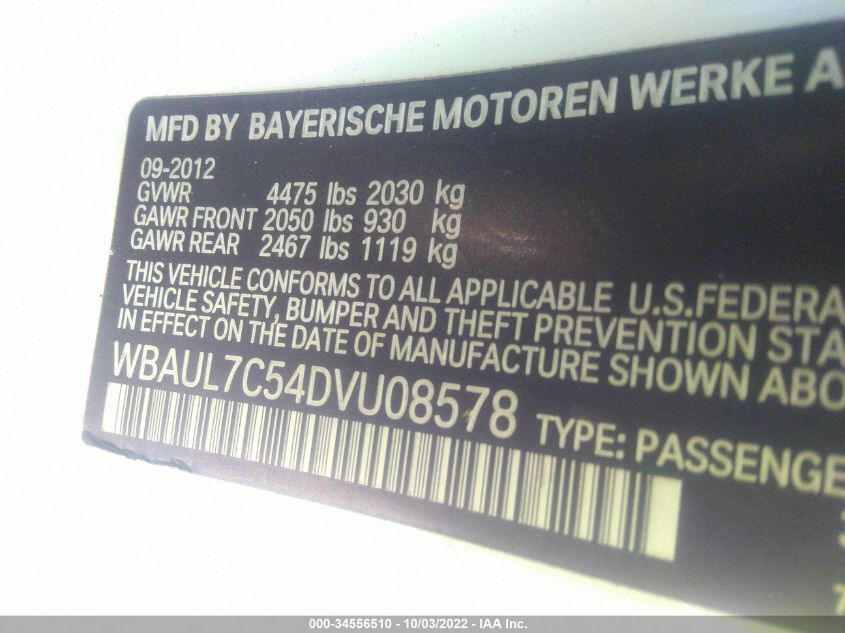 MFD BY BAYERISCHE MOTOREN WERKE A
09-2012
GVWR 4475 lbs 2030 kg
GAWR FRONT 2050 lbs 930 kg
GAWR REAR 2467 lbs 1119 kg
THIS VEHICLE CONFORMS TO ALL APPLICABLE U.S.FEDERA
VEHICLE SAFETY, BUMPER AND THEFT PREVENTION STA
IN EFFECT ON THE DATE OF MANUFACTURE SHOWN ABO
WBAUL7C54DVU08578 TYPE: PASSENGE
000-34556510 - 10/03/2022 - IAA Inc.